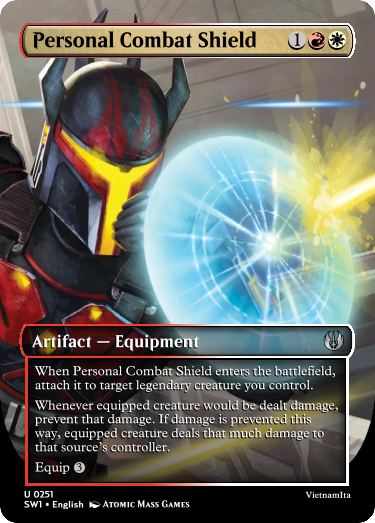 Personal Combat Shield 1
Artifact — Equipment
When Personal Combat Shield enters the battlefield,
attach it to target legendary creature you control.
Whenever equipped creature would be dealt damage,
prevent that damage. If damage is prevented this
way, equipped creature deals that much damage to
that source's controller.
Equip 3
U 0251
SW1 • English Atomic Mass Games
VietnamIta